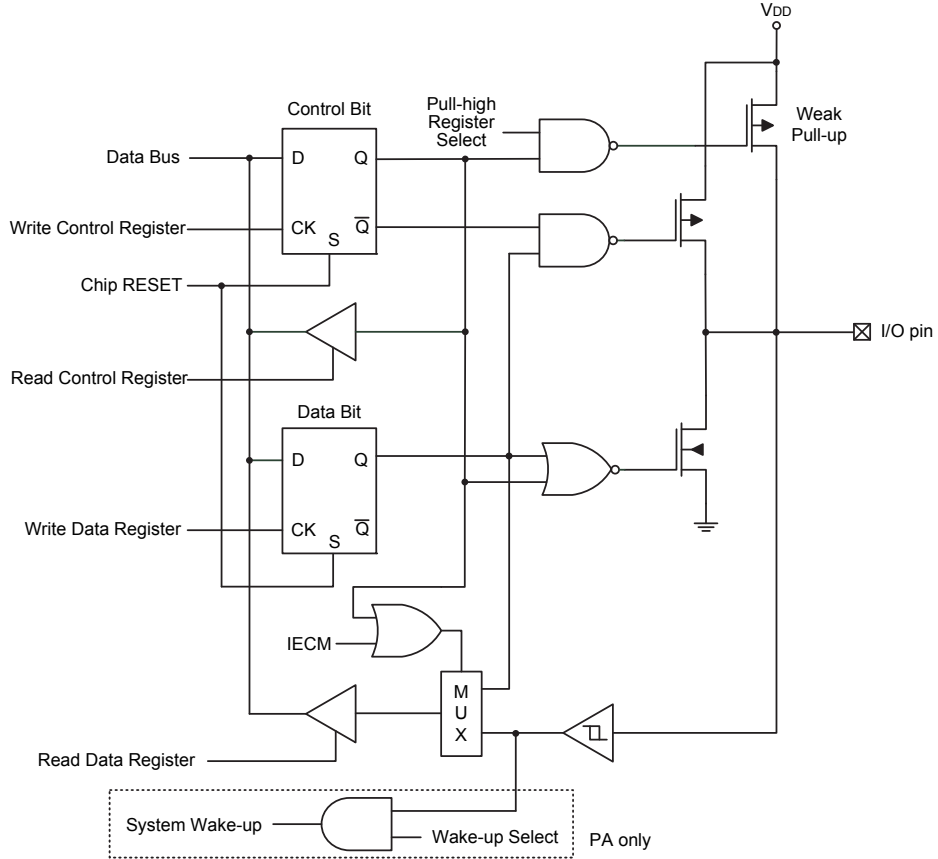 VDD
Control Bit
Pull-high
Register
Select
Weak
Pull-up
Data Bus
D
Q
Write Control Register
CK
S
Q̅
Chip RESET
I/O pin
Read Control Register
Data Bit
D
Q
Write Data Register
CK
S
Q̅
IECM
M
U
X
Read Data Register
System Wake-up
Wake-up Select
PA only